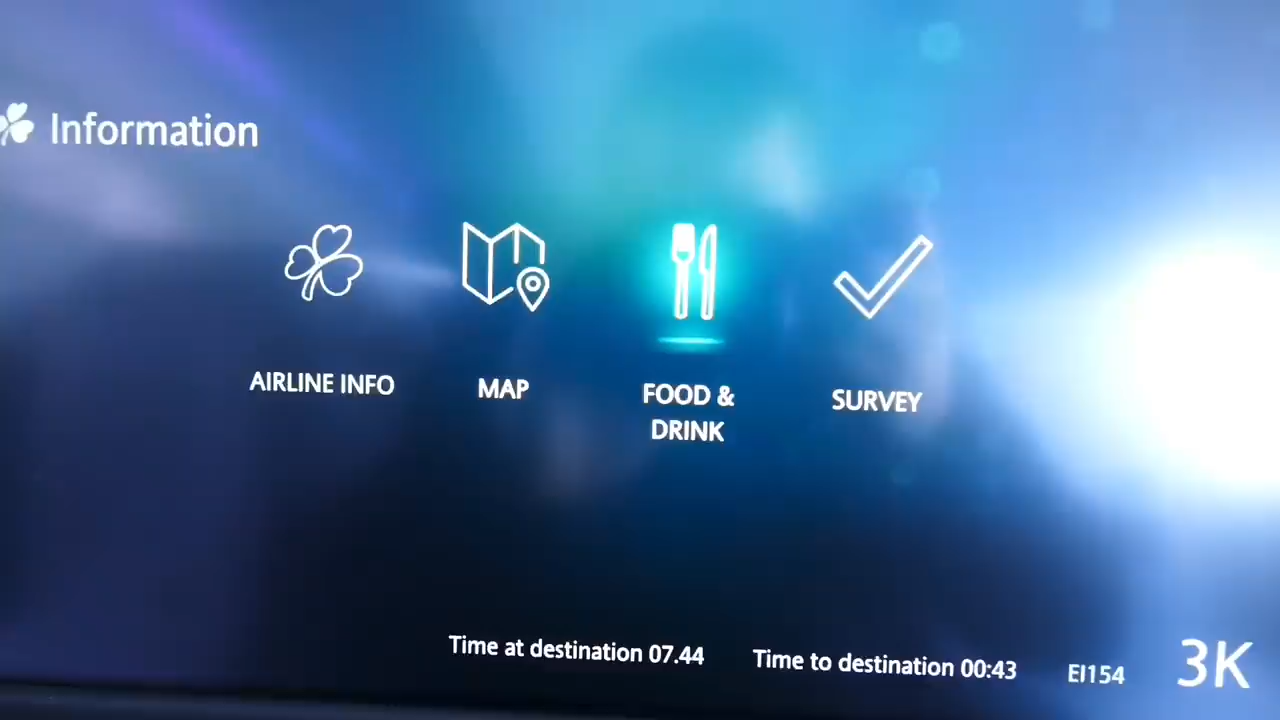 Information
AIRLINE INFO
MAP
FOOD &
DRINK
SURVEY
Time at destination 07.44
Time to destination 00:43
EI154
3K